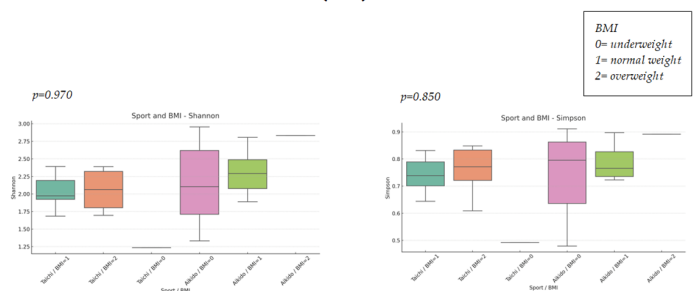 BMI
0= underweight
1= normal weight
2= overweight
p=0.970
Sport and BMI - Shannon
3.00
2.75
2.50
2.25
2.00
1.75
1.50
1.25
Shannon
Taichi / BMI=1
Taichi / BMI=2
Taichi / BMI=0
Aikido / BMI=0
Aikido / BMI=1
Aikido / BMI=2
Sport / BMI
p=0.850
Sport and BMI - Simpson
0.9
0.8
0.7
0.6
0.5
Simpson
Taichi / BMI=1
Taichi / BMI=2
Taichi / BMI=0
Aikido / BMI=0
Aikido / BMI=1
Aikido / BMI=2
Sport / BMI